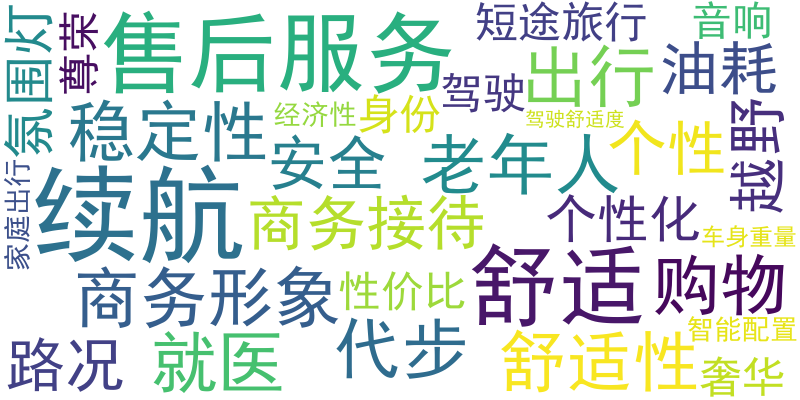 氛围灯
尊荣
售后服务
短途旅行
音响
驾驶
出行
油耗
稳定性
经济性
身份
驾驶舒适度
安全
老年人
个性
越野
家庭出行
续航
商务接待
个性化
车身重量
商务形象
性价比
舒适
购物
路况
就医
代步
舒适性
智能配置
奢华